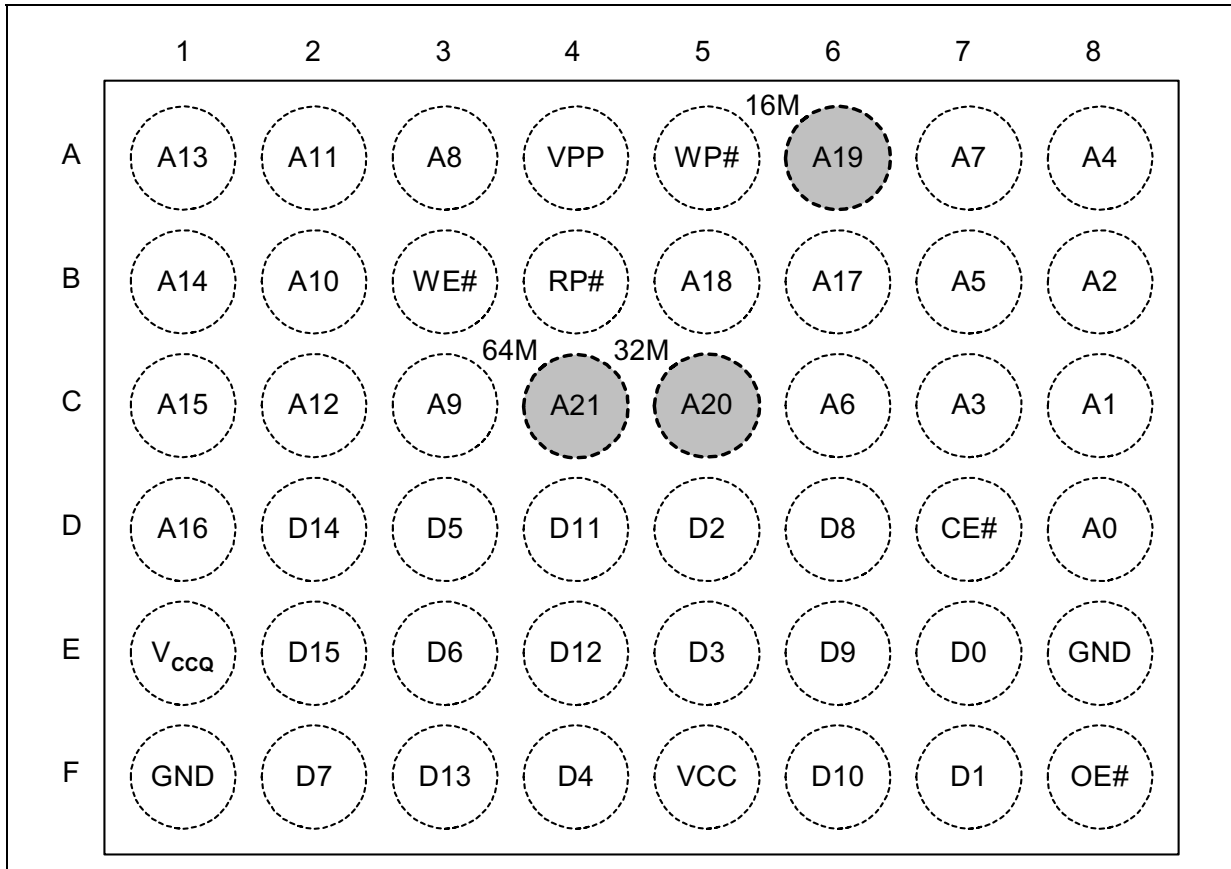 1 2 3 4 5 6 7 8
16M
A A13 A11 A8 VPP WP# A19 A7 A4
B A14 A10 WE# RP# A18 A17 A5 A2
64M 32M
C A15 A12 A9 A21 A20 A6 A3 A1
D A16 D14 D5 D11 D2 D8 CE# A0
E VCCQ D15 D6 D12 D3 D9 D0 GND
F GND D7 D13 D4 VCC D10 D1 OE#